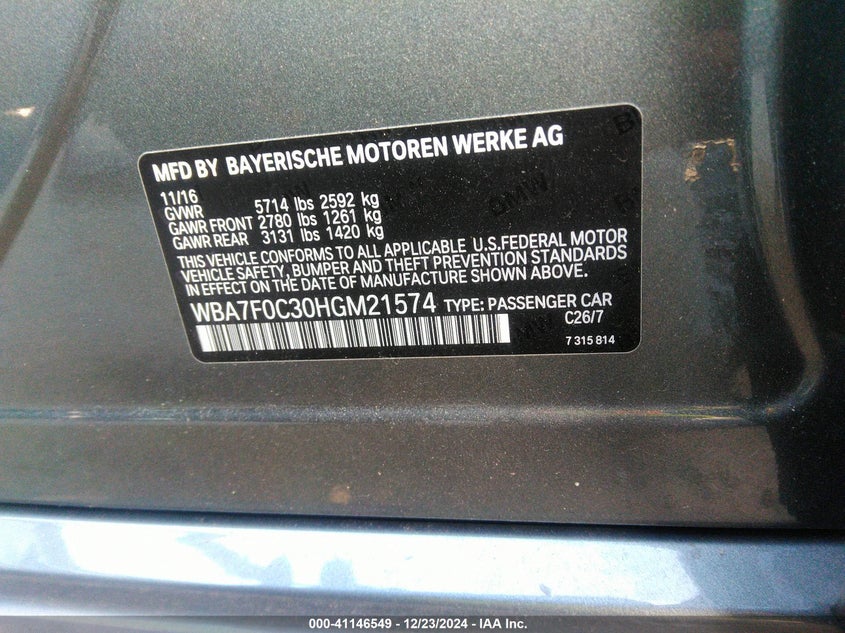 MFD BY BAYERISCHE MOTOREN WERKE AG
11/16
GVWR 5714 lbs 2592 kg
GAWR FRONT 2780 lbs 1261 kg
GAWR REAR 3131 lbs 1420 kg
THIS VEHICLE CONFORMS TO ALL APPLICABLE U.S.FEDERAL MOTOR
VEHICLE SAFETY, BUMPER AND THEFT PREVENTION STANDARDS
IN EFFECT ON THE DATE OF MANUFACTURE SHOWN ABOVE.
WBA7F0C30HGM21574 TYPE: PASSENGER CAR
C26/7
7 315 814
BMW
000-41146549 - 12/23/2024 - IAA Inc.